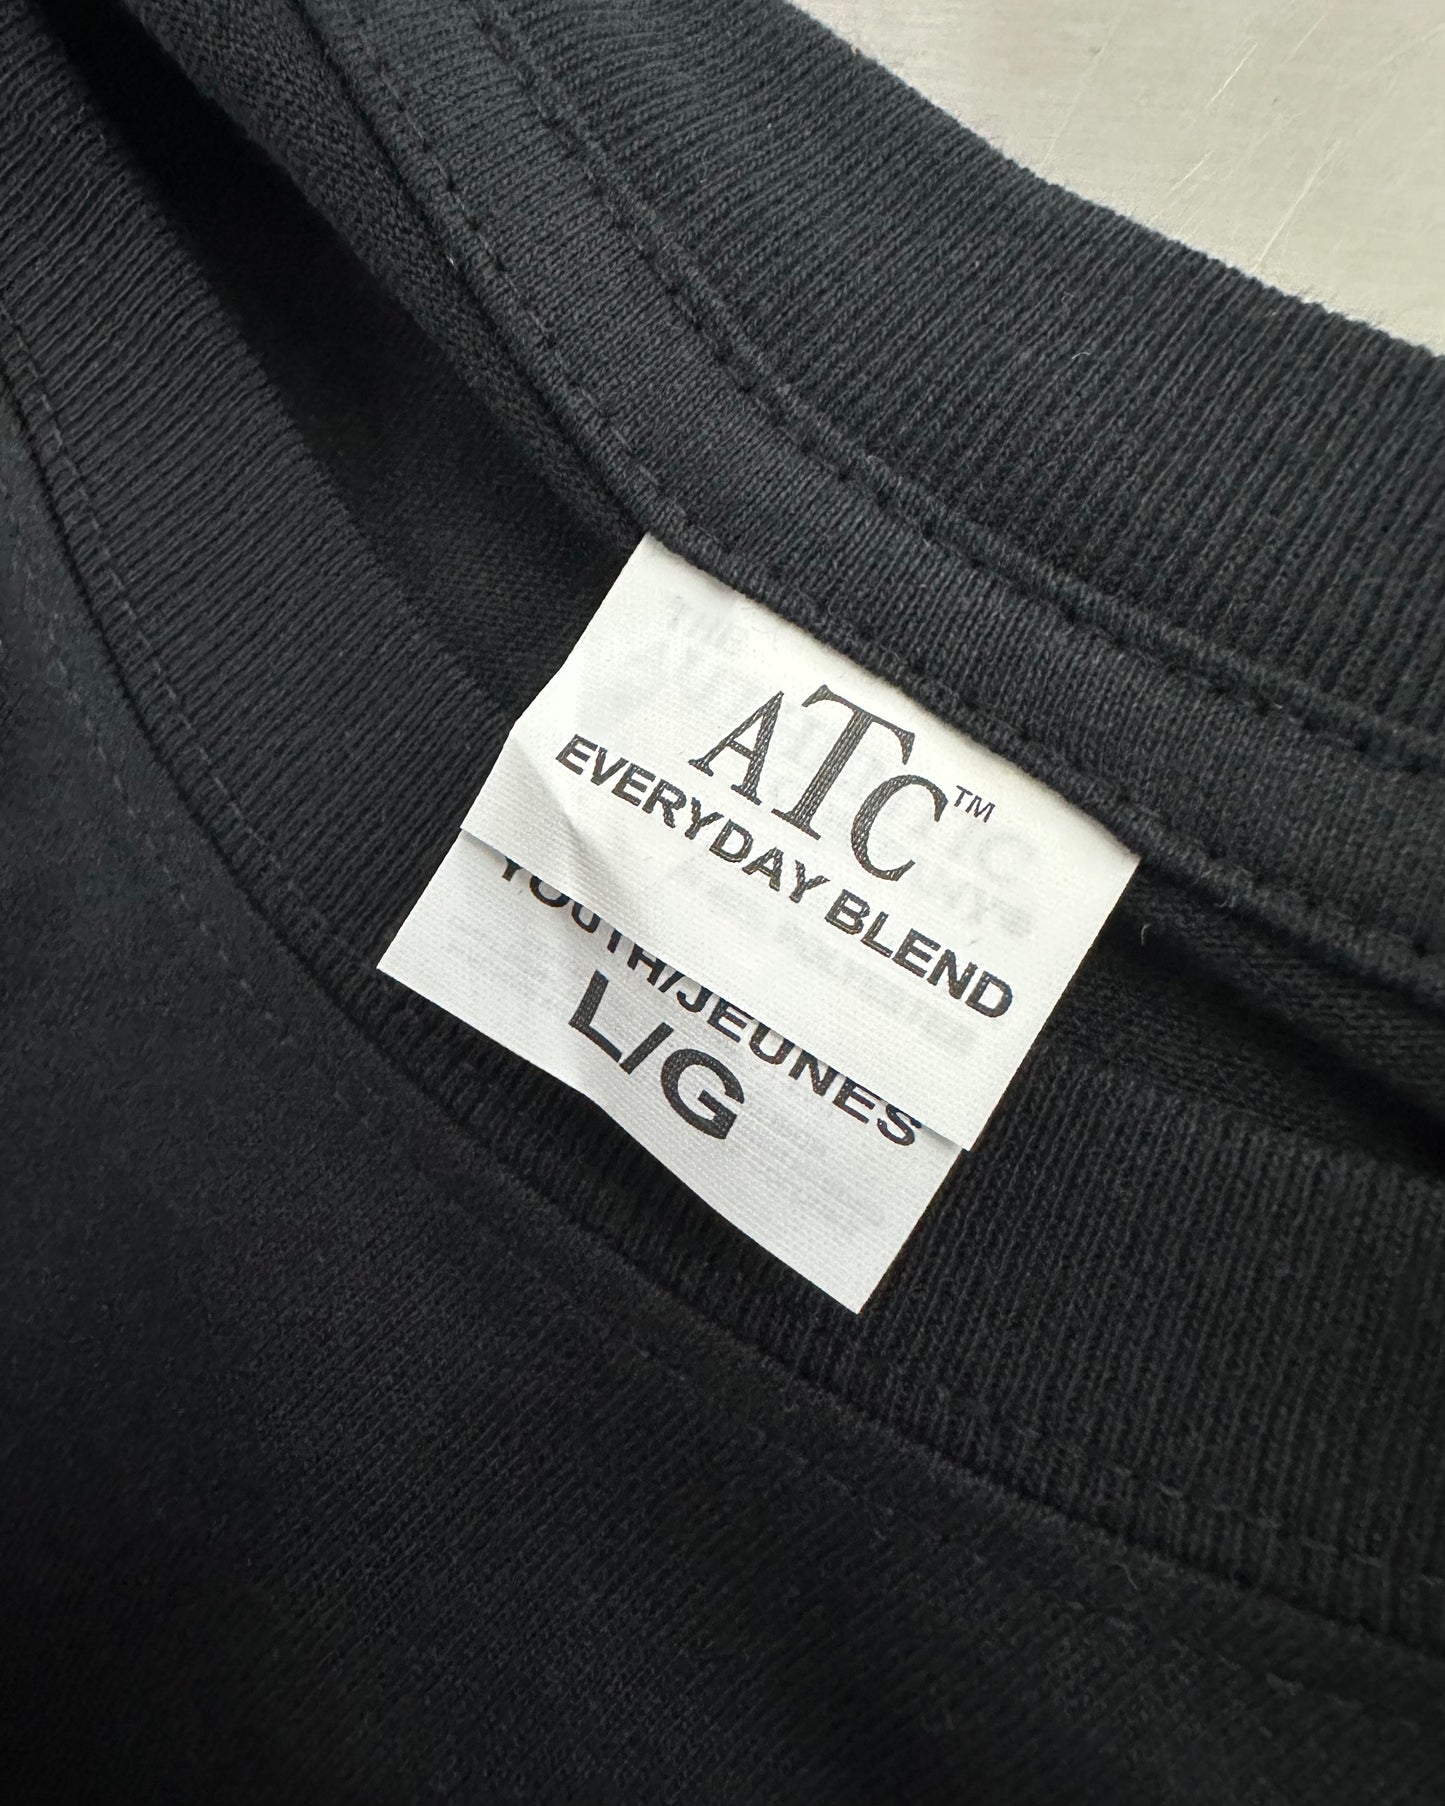 ATC™
EVERYDAY BLEND
YOUTH/JEUNES
L/G